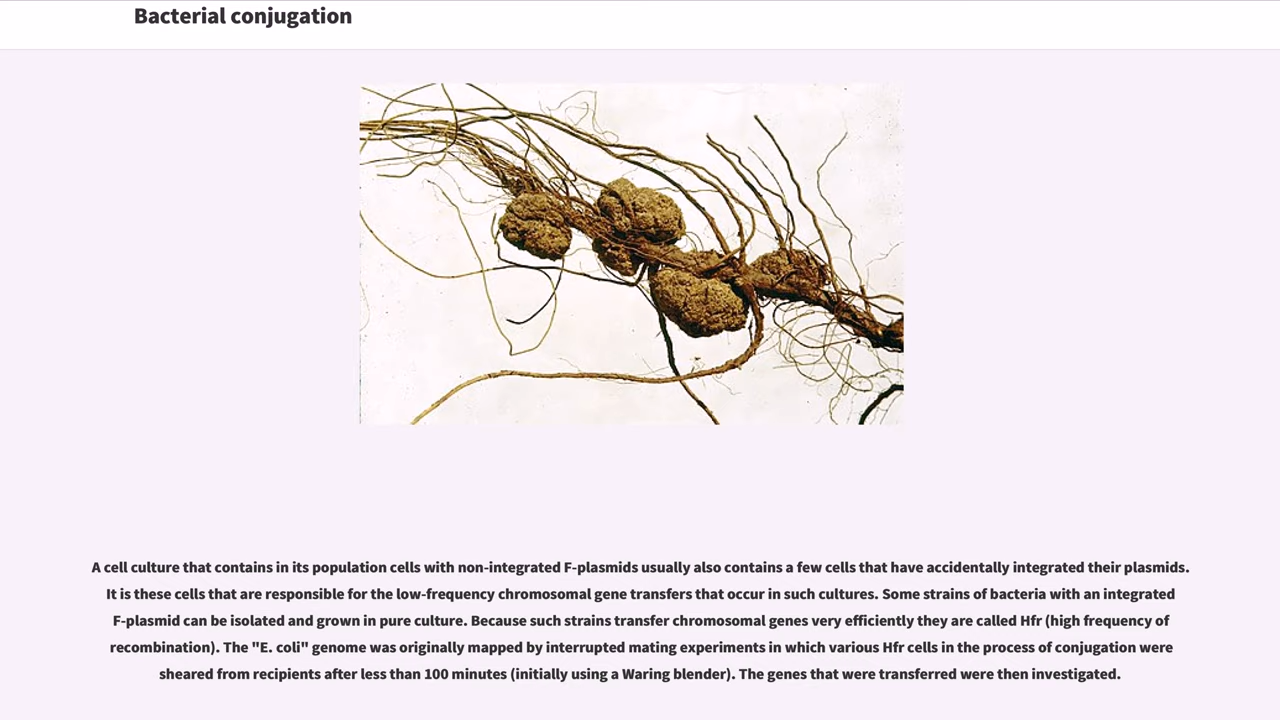 Bacterial conjugation
A cell culture that contains in its population cells with non-integrated F-plasmids usually also contains a few cells that have accidentally integrated their plasmids.
It is these cells that are responsible for the low-frequency chromosomal gene transfers that occur in such cultures. Some strains of bacteria with an integrated
F-plasmid can be isolated and grown in pure culture. Because such strains transfer chromosomal genes very efficiently they are called Hfr (high frequency of
recombination). The "E. coli" genome was originally mapped by interrupted mating experiments in which various Hfr cells in the process of conjugation were
sheared from recipients after less than 100 minutes (initially using a Waring blender). The genes that were transferred were then investigated.